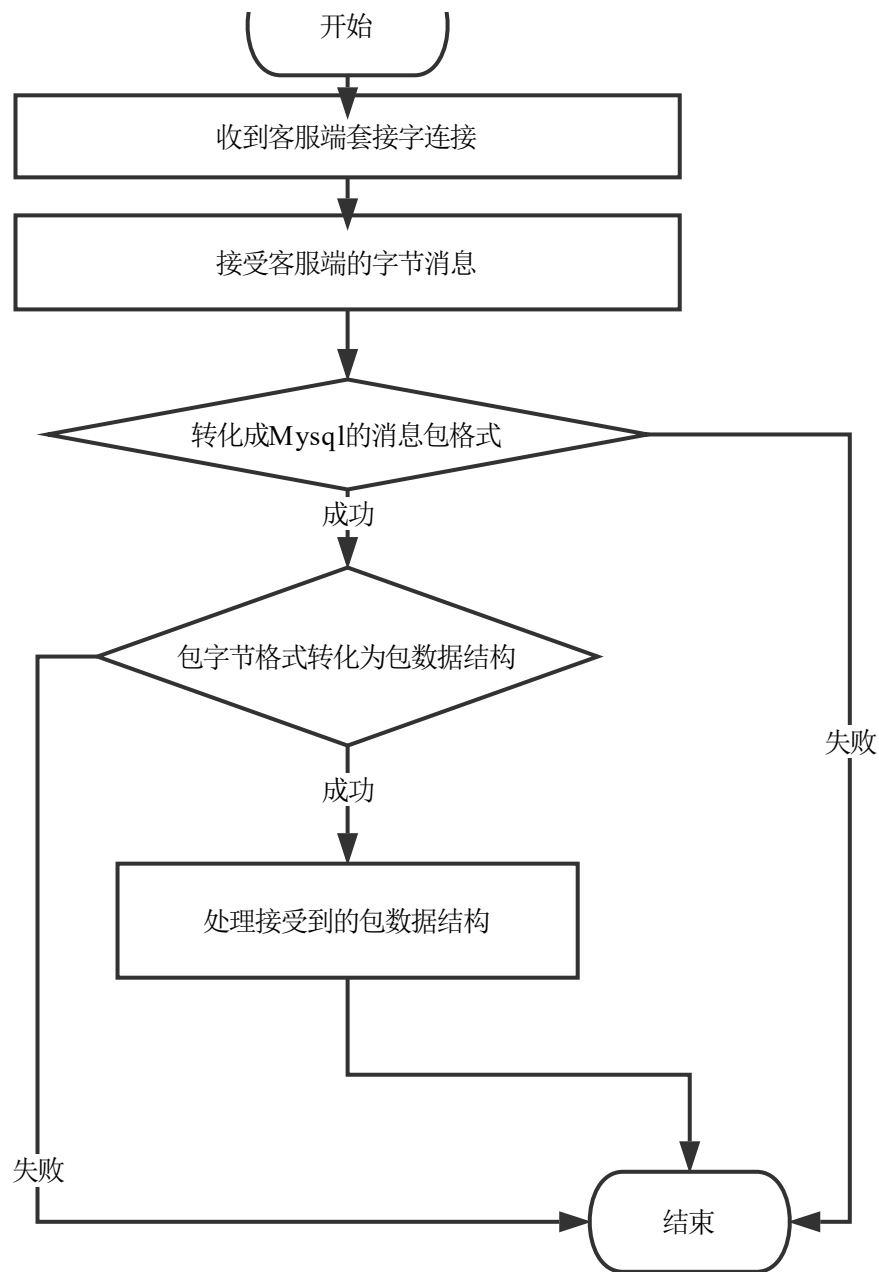 开始
收到客服端套接字连接
接受客服端的字节消息
转化成Mysql的消息包格式
成功
包字节格式转化为包数据结构
失败
成功
处理接受到的包数据结构
失败
结束